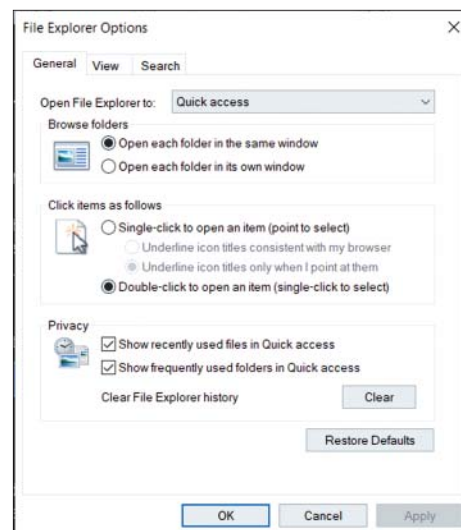 File Explorer Options
General View Search
Open File Explorer to: Quick access
Browse folders
Open each folder in the same window
Open each folder in its own window
Click items as follows
Single-click to open an item (point to select)
Underline icon titles consistent with my browser
Underline icon titles only when I point at them
Double-click to open an item (single-click to select)
Privacy
Show recently used files in Quick access
Show frequently used folders in Quick access
Clear File Explorer history Clear
Restore Defaults
OK Cancel Apply